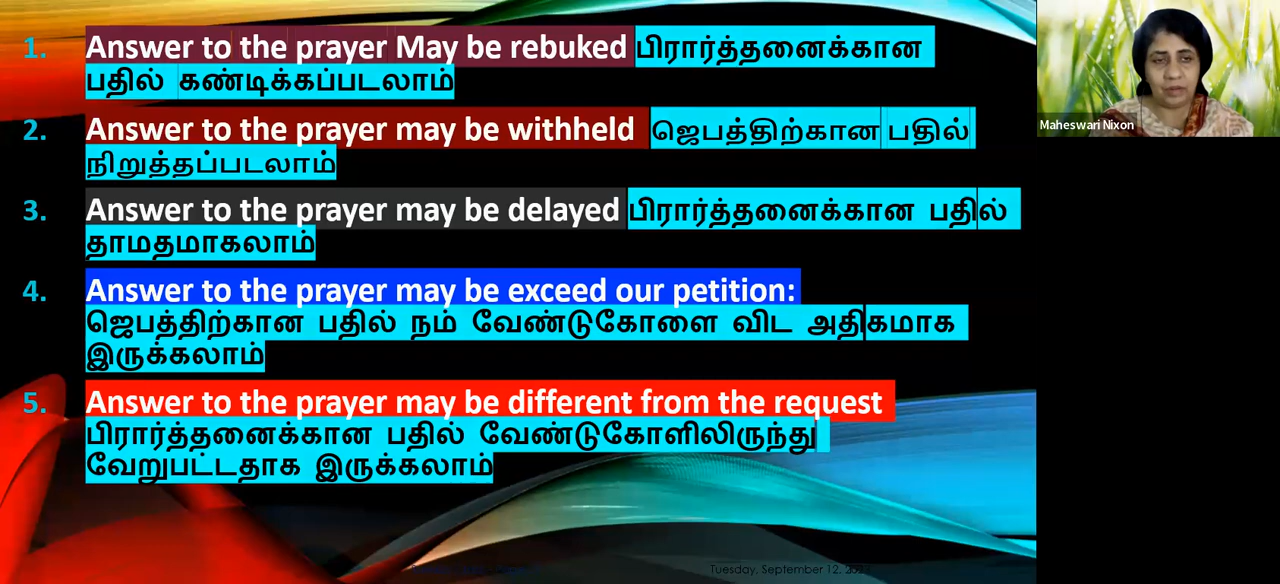 1. Answer to the prayer May be rebuked பிரார்த்தனைக்கான
பதில் கண்டிக்கப்படலாம்
2. Answer to the prayer may be withheld ஜெபத்திற்கான பதில்
நிறுத்தப்படலாம்
3. Answer to the prayer may be delayed பிரார்த்தனைக்கான பதில்
தாமதமாகலாம்
4. Answer to the prayer may be exceed our petition:
ஜெபத்திற்கான பதில் நம் வேண்டுகோளை விட அதிகமாக
இருக்கலாம்
5. Answer to the prayer may be different from the request
பிரார்த்தனைக்கான பதில் வேண்டுகோளிலிருந்து
வேறுபட்டதாக இருக்கலாம்
Tuesday, September 12,
Maheswari Nixon